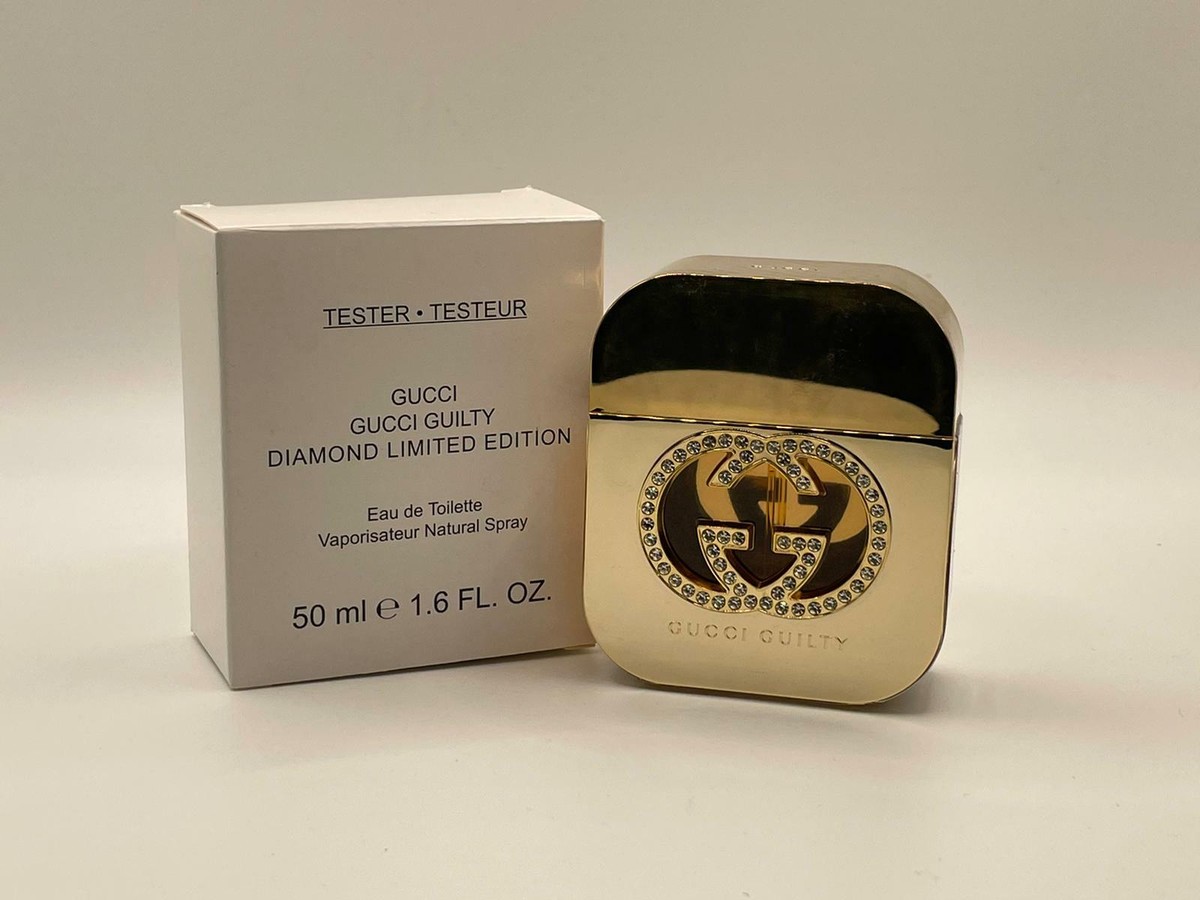 TESTER • TESTEUR
GUCCI
GUCCI GUILTY
DIAMOND LIMITED EDITION
Eau de Toilette
Vaporisateur Natural Spray
50 ml ℮ 1.6 FL. OZ.
GUCCI GUILTY